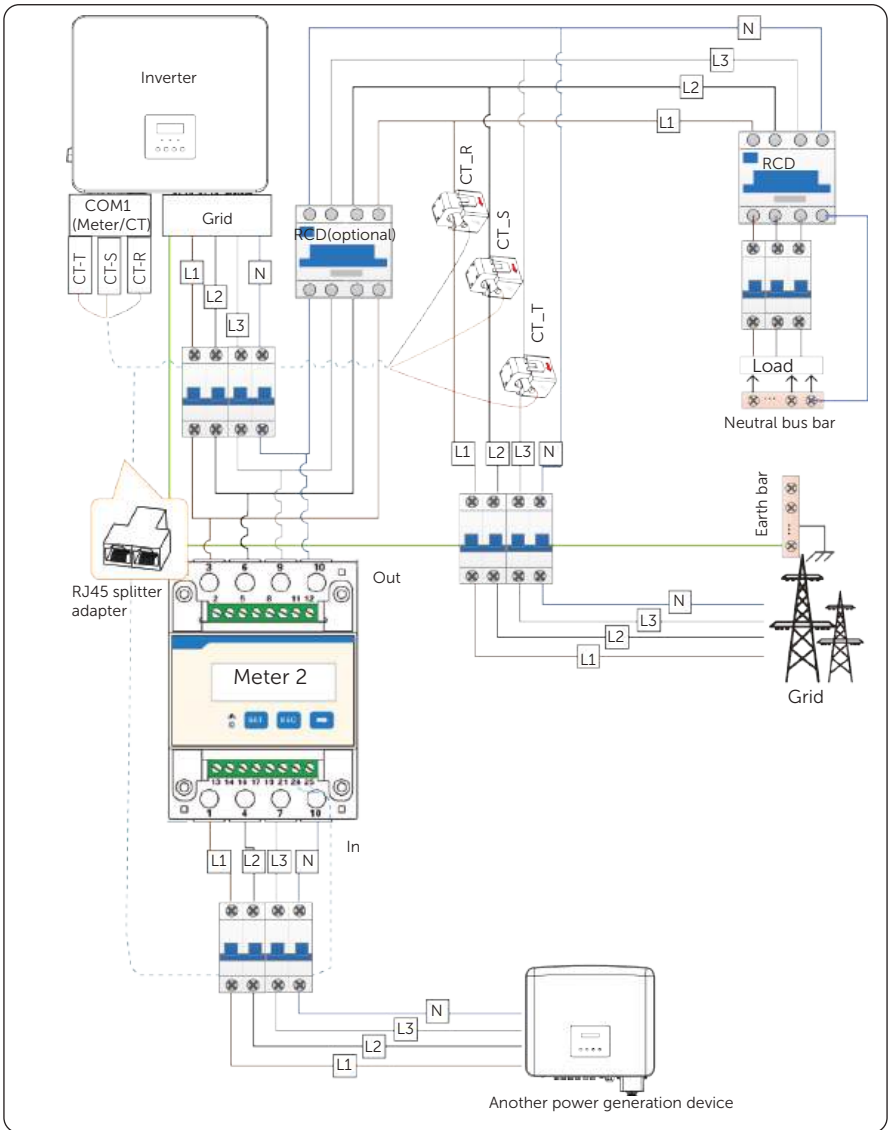 N
L3
L2
L1
Inverter
COM1
(Meter/CT)
Grid
CT-T
CT-S
CT-R
L1
L2
L3
N
RCD(optional)
CT_R
CT_S
CT_T
RCD
Load
Neutral bus bar
L1
L2
L3
N
Earth bar
RJ45 splitter
adapter
3 6 9 10
Out
2 5 8 11 12
Meter 2
SET
ESC
13 14 16 17 19 21 24 25
1 4 7 10
In
L1
L2
L3
N
N
L3
L2
L1
Grid
N
L3
L2
L1
Another power generation device